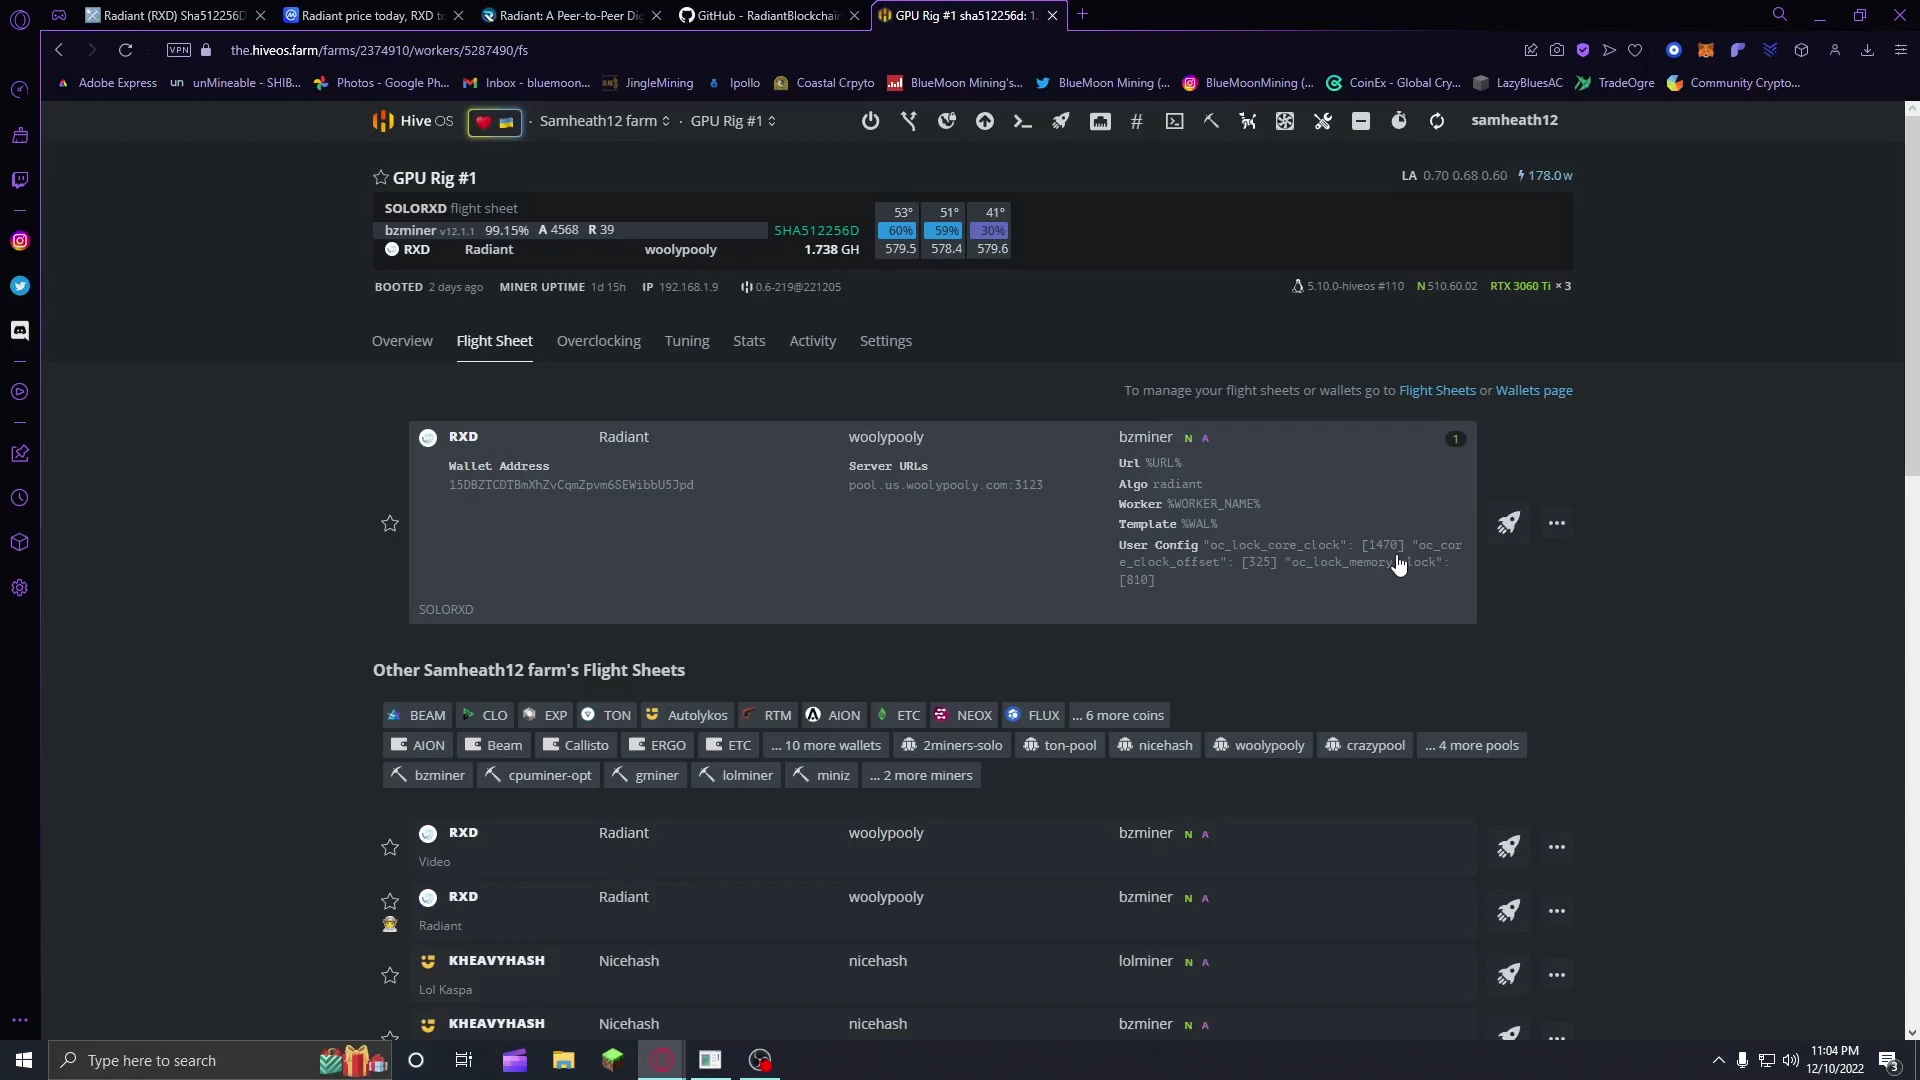 Radiant (RXD) Sha512256D
Radiant price today, RXD to
Radiant: A Peer-to-Peer Dig
GitHub - RadiantBlockchain
GPU Rig #1 sha512256d: 1.
VPN
the.hiveos.farm/farms/2374910/workers/5287490/fs
Adobe Express
unMineable - SHIB...
Photos - Google Ph...
Inbox - bluemoon...
JingleMining
Ipollo
Coastal Crpyto
BlueMoon Mining's...
BlueMoon Mining (...
BlueMoonMining (...
CoinEx - Global Cry...
LazyBluesAC
TradeOgre
Community Crypto...
Hive OS
· Samheath12 farm
· GPU Rig #1
samheath12
GPU Rig #1
LA 0.70 0.68 0.60 178.0w
SOLORXD flight sheet
bzminer v12.1.1 99.15% A 4568 R 39
SHA512256D
RXD Radiant woolypooly 1.738 GH
53° 51° 41°
60% 59% 30%
579.5 578.4 579.6
BOOTED 2 days ago MINER UPTIME 1d 15h IP 192.168.1.9 0.6-219@221205
5.10.0-hiveos #110 N 510.60.02 RTX 3060 Ti × 3
Overview Flight Sheet Overclocking Tuning Stats Activity Settings
To manage your flight sheets or wallets go to Flight Sheets or Wallets page
RXD Radiant woolypooly bzminer N A 1
Wallet Address
15DBZTCDTBmXhZvCqmZpvm6SEWibbU5Jpd
Server URLs
pool.us.woolypooly.com:3123
Url %URL%
Algo radiant
Worker %WORKER_NAME%
Template %WAL%
User Config "oc_lock_core_clock": [1470] "oc_cor
e_clock_offset": [325] "oc_lock_memory_clock":
[810]
SOLORXD
Other Samheath12 farm's Flight Sheets
BEAM CLO EXP TON Autolykos RTM AION ETC NEOX FLUX ... 6 more coins
AION Beam Callisto ERGO ETC ... 10 more wallets 2miners-solo ton-pool nicehash woolypooly crazypool ... 4 more pools
bzminer cpuminer-opt gminer lolminer miniz ... 2 more miners
RXD Radiant woolypooly bzminer N A
Video
RXD Radiant woolypooly bzminer N A
Radiant
KHEAVYHASH Nicehash nicehash lolminer N A
Lol Kaspa
KHEAVYHASH Nicehash nicehash bzminer N A
Type here to search
11:04 PM
12/10/2022
3